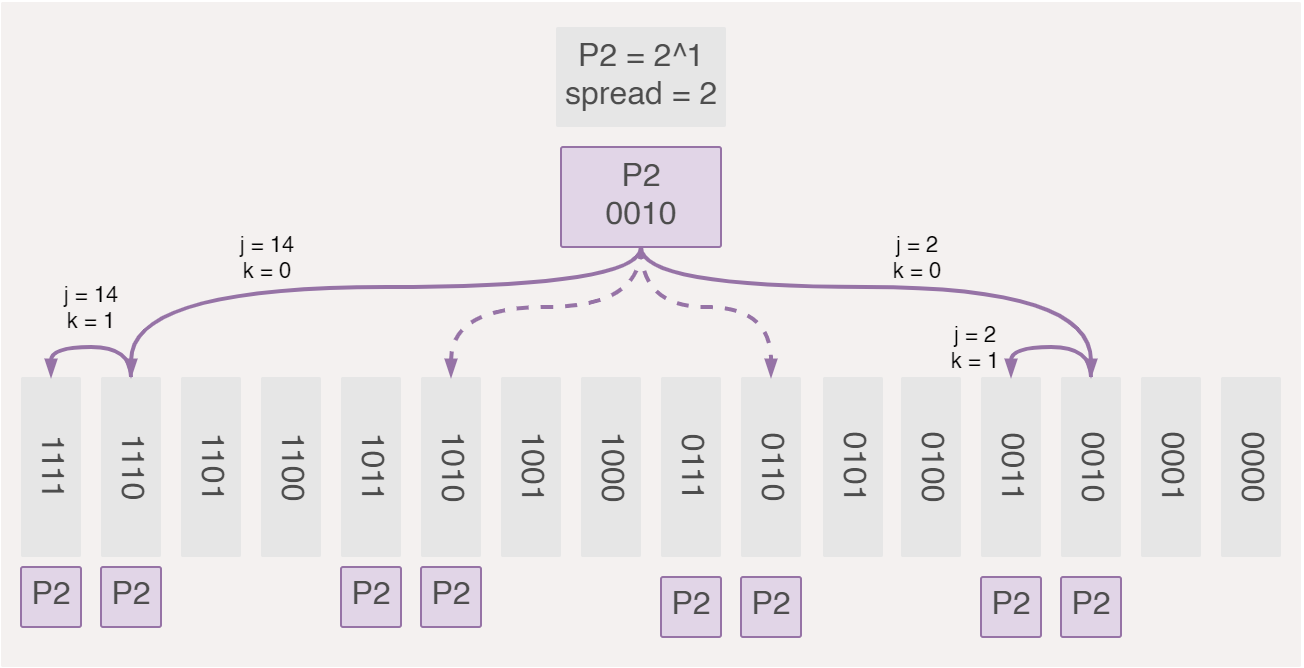 P2 = 2^1
spread = 2
P2
0010
j = 14
k = 0
j = 2
k = 0
j = 14
k = 1
j = 2
k = 1
1111
1110
1101
1100
1011
1010
1001
1000
0111
0110
0101
0100
0011
0010
0001
0000
P2
P2
P2
P2
P2
P2
P2
P2